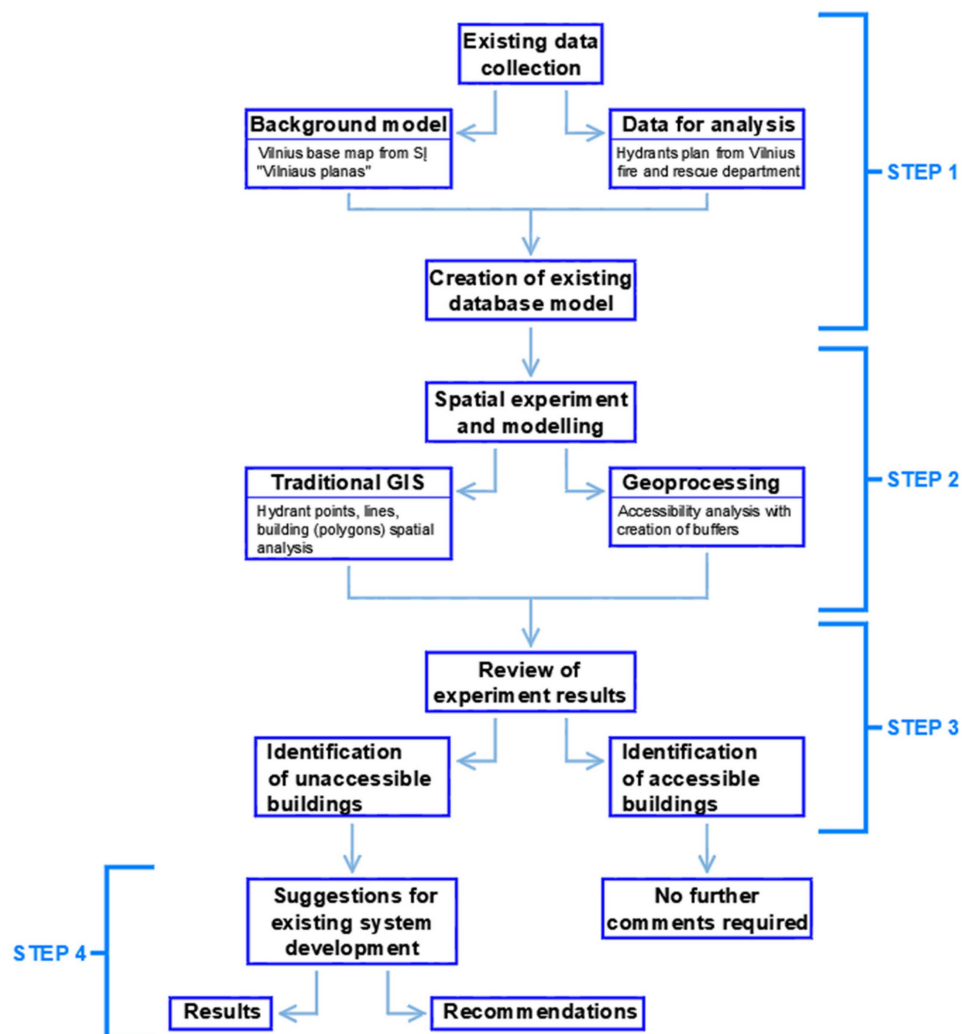 Existing data
collection
Background model
Vilnius base map from SĮ
"Vilniaus planas"
Data for analysis
Hydrants plan from Vilnius
fire and rescue department
STEP 1
Creation of existing
database model
Spatial experiment
and modelling
Traditional GIS
Hydrant points, lines,
building (polygons) spatial
analysis
Geoprocessing
Accessibility analysis with
creation of buffers
STEP 2
Review of
experiment results
STEP 3
Identification
of unaccessible
buildings
Identification
of accessible
buildings
Suggestions for
existing system
development
No further
comments required
STEP 4
Results
Recommendations